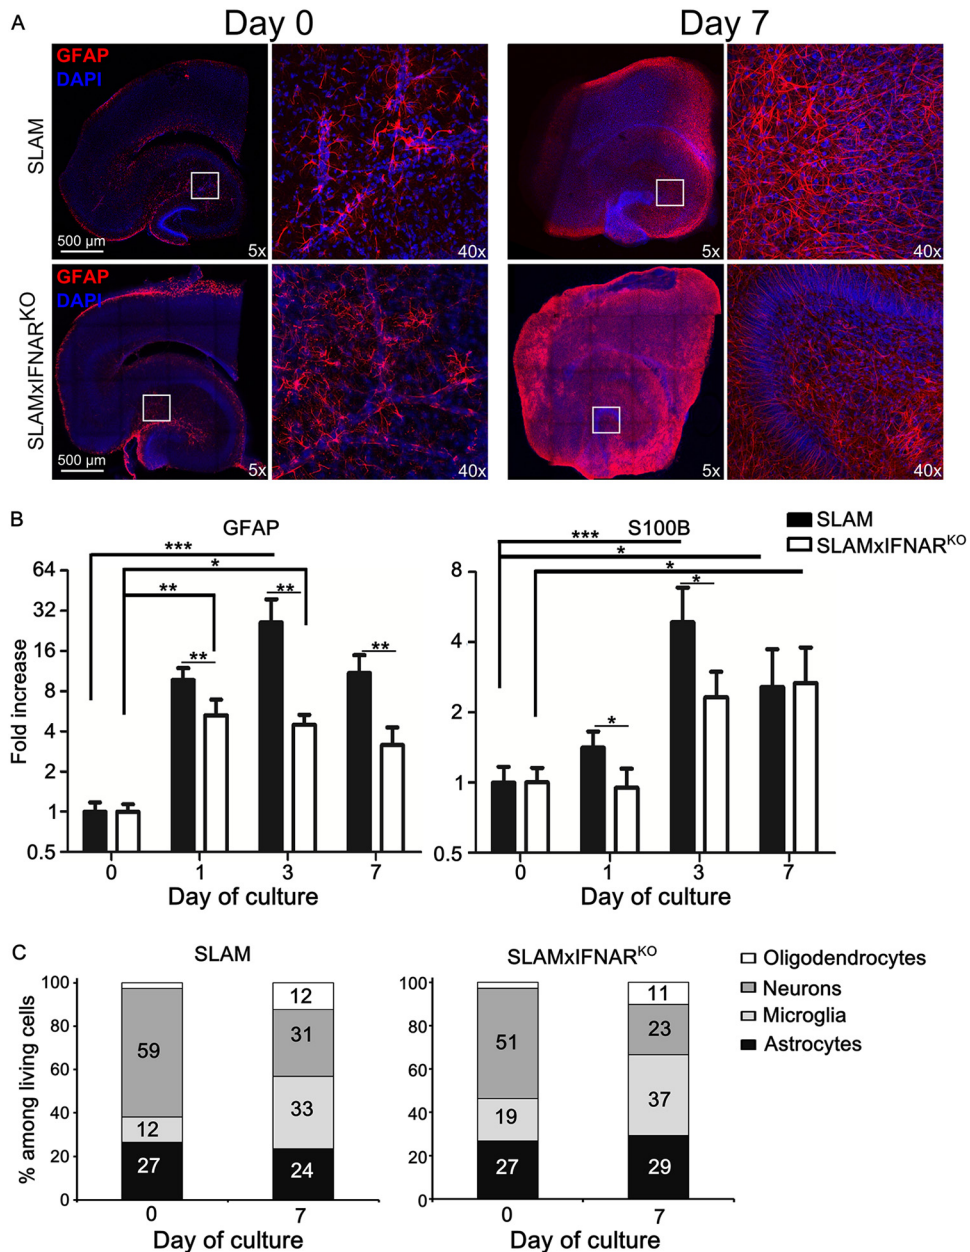 A
Day 0
Day 7
GFAP
DAPI
SLAM
500 µm
5x
40x
5x
40x
GFAP
DAPI
SLAMxIFNARKO
500 µm
5x
40x
5x
40x
B
GFAP
S100B
SLAM
SLAMxIFNARKO
***
*
**
**
**
**
***
*
*
*
*
Fold increase
64
32
16
8
4
2
1
0.5
0
1
3
7
Day of culture
8
4
2
1
0.5
0
1
3
7
Day of culture
C
SLAM
SLAMxIFNARKO
Oligodendrocytes
Neurons
Microglia
Astrocytes
% among living cells
100
80
60
40
20
0
59
12
27
12
31
33
24
0
7
Day of culture
100
80
60
40
20
0
51
19
27
11
23
37
29
0
7
Day of culture